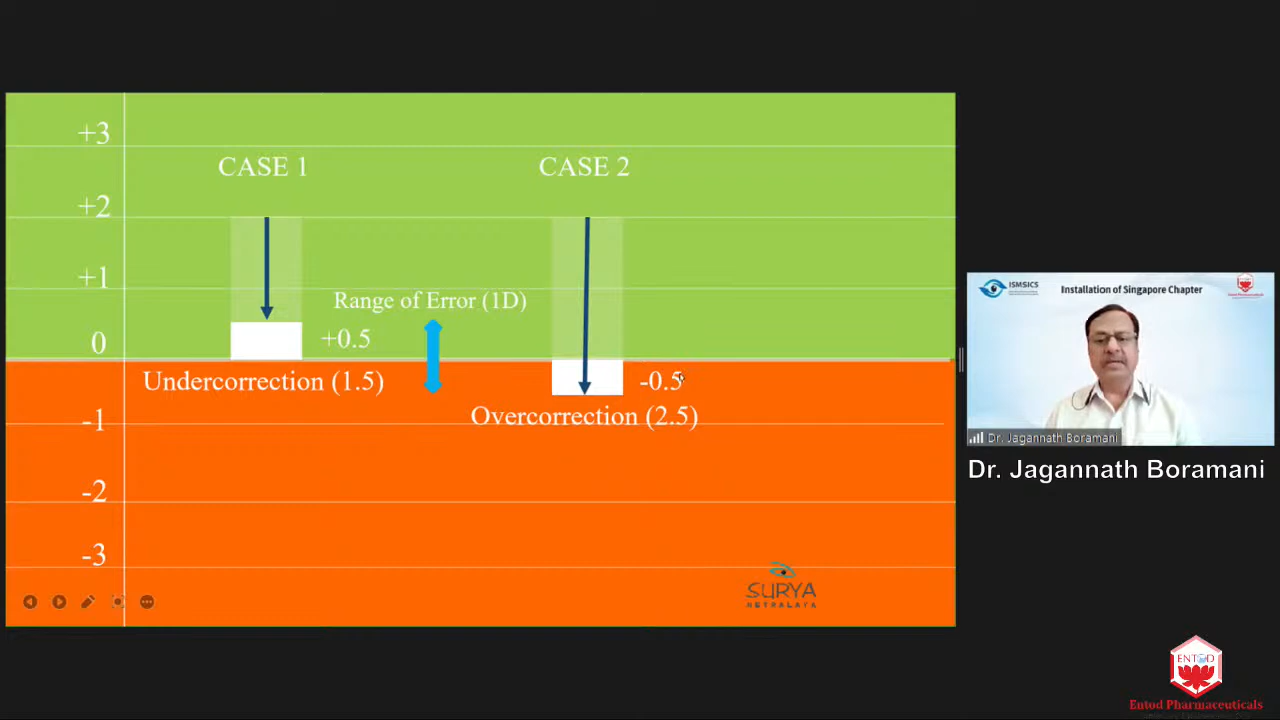 +3
CASE 1
CASE 2
+2
+1
Range of Error (1D)
0
+0.5
Undercorrection (1.5)
-0.5
Overcorrection (2.5)
-1
-2
-3
SURYA
NETRALAYA
ISMSICS
Installation of Singapore Chapter
Entod Pharmaceuticals
Dr. Jagannath Boramani
Dr. Jagannath Boramani
ENTOD
Entod Pharmaceuticals